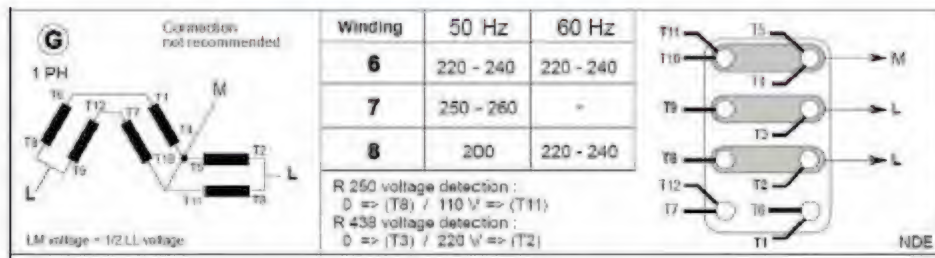 G
Connection
not recommended
1 PH
T6
T1
T12
T7
M
T8
T9
T4
T10
T5
T2
L
L
T11
T3
LM voltage = 1/2 LL voltage
Winding 50 Hz 60 Hz
6 220 - 240 220 - 240
7 250 - 260 -
8 200 220 - 240
R 250 voltage detection :
0 => (T8) / 110 V => (T11)
R 438 voltage detection :
0 => (T3) / 220 V => (T2)
T11 T5
T10 M
T4
T9 L
T3
T8 L
T2
T12
T7 T6
T1
NDE